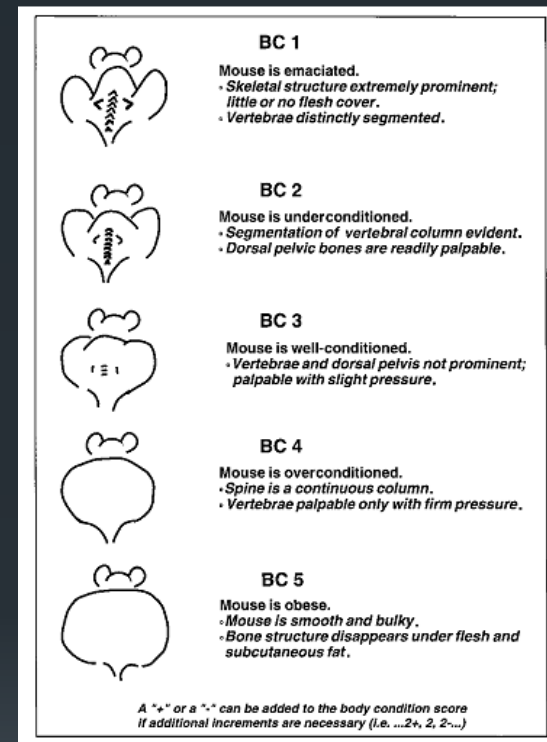 BC 1
Mouse is emaciated.
◦ Skeletal structure extremely prominent;
little or no flesh cover.
◦ Vertebrae distinctly segmented.
BC 2
Mouse is underconditioned.
• Segmentation of vertebral column evident.
• Dorsal pelvic bones are readily palpable.
BC 3
Mouse is well-conditioned.
◦ Vertebrae and dorsal pelvis not prominent;
palpable with slight pressure.
BC 4
Mouse is overconditioned.
• Spine is a continuous column.
• Vertebrae palpable only with firm pressure.
BC 5
Mouse is obese.
◦ Mouse is smooth and bulky.
◦ Bone structure disappears under flesh and
subcutaneous fat.
A "+" or a "-" can be added to the body condition score
if additional increments are necessary (i.e. ...2+, 2, 2-...)